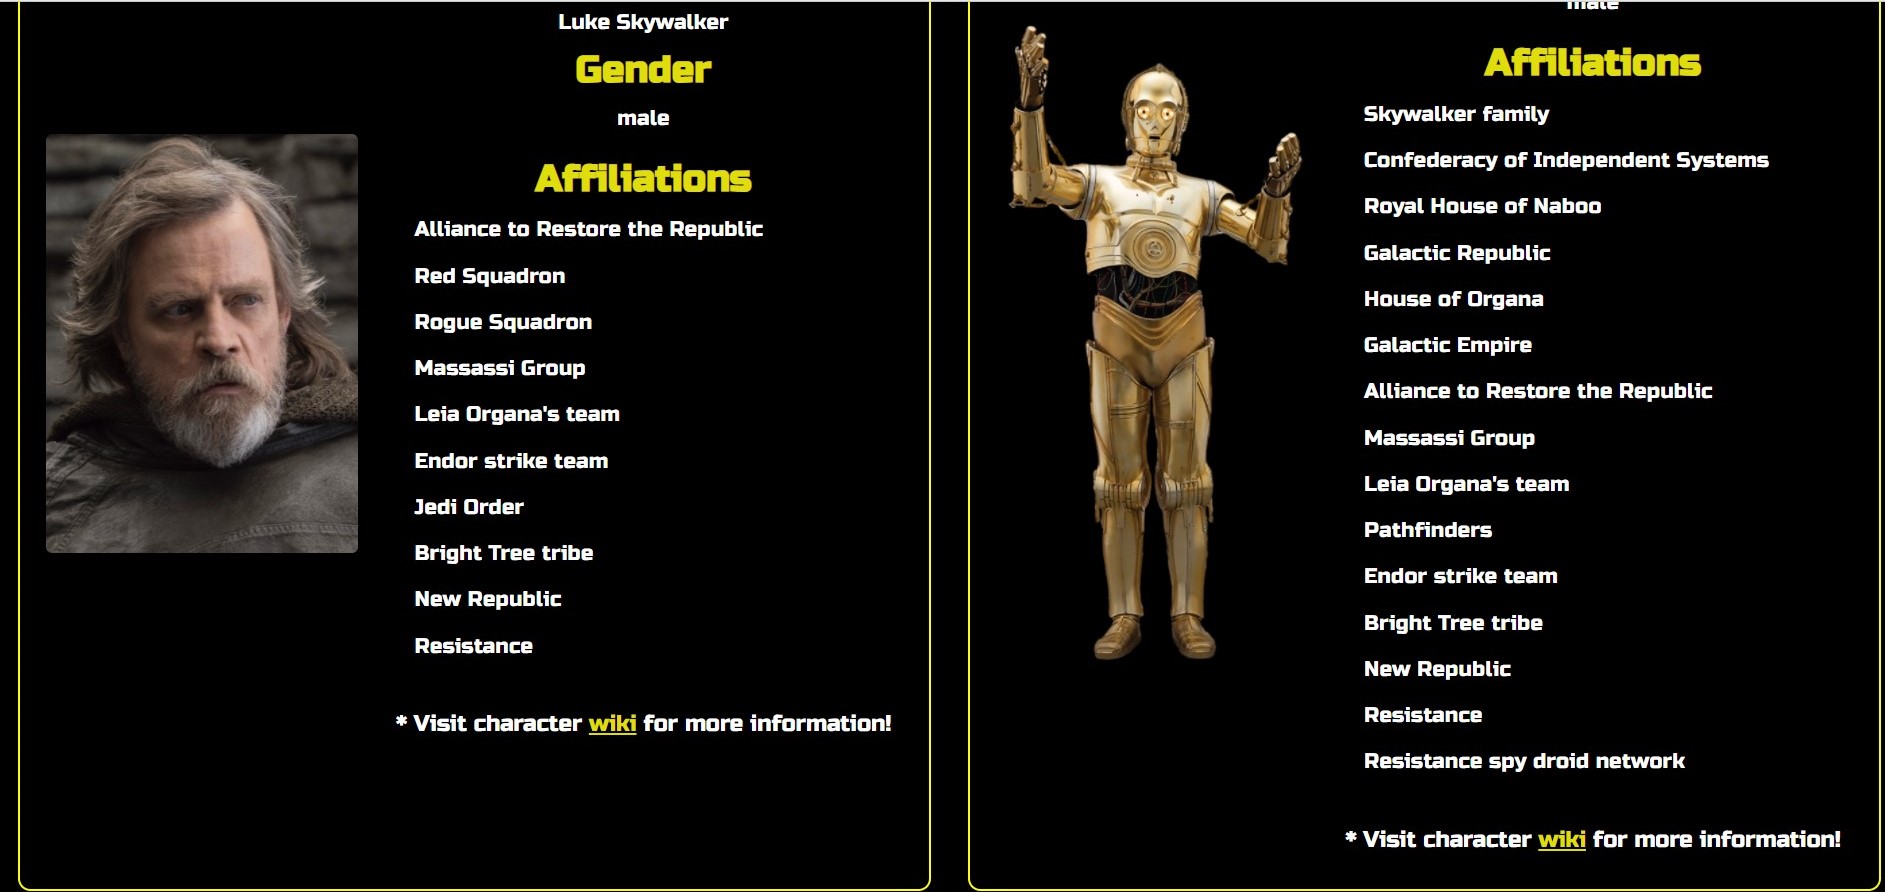 Luke Skywalker
Gender
male
Affiliations
Alliance to Restore the Republic
Red Squadron
Rogue Squadron
Massassi Group
Leia Organa's team
Endor strike team
Jedi Order
Bright Tree tribe
New Republic
Resistance
* Visit character wiki for more information!
male
Affiliations
Skywalker family
Confederacy of Independent Systems
Royal House of Naboo
Galactic Republic
House of Organa
Galactic Empire
Alliance to Restore the Republic
Massassi Group
Leia Organa's team
Pathfinders
Endor strike team
Bright Tree tribe
New Republic
Resistance
Resistance spy droid network
* Visit character wiki for more information!